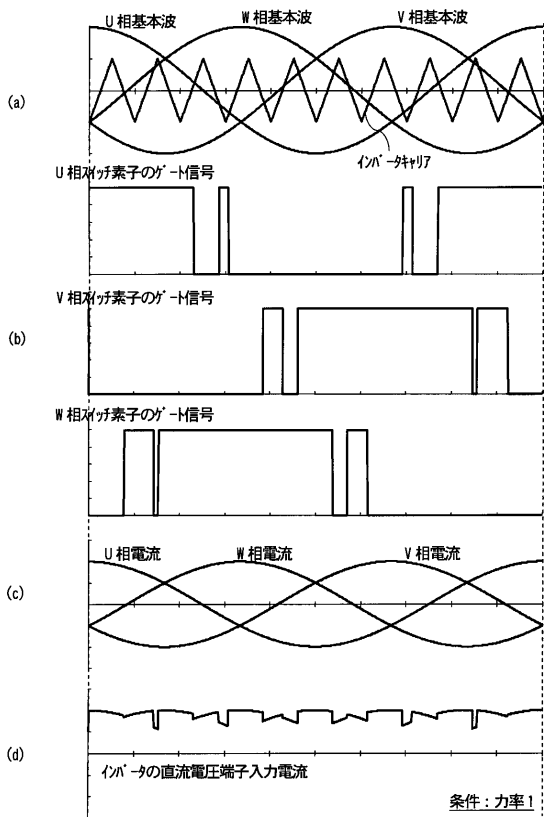 U相基本波 W相基本波 V相基本波
(a)
インバータキャリア
U相スイッチ素子のゲート信号
V相スイッチ素子のゲート信号
(b)
W相スイッチ素子のゲート信号
U相電流 W相電流 V相電流
(c)
(d)
インバータの直流電圧端子入力電流
条件：力率1